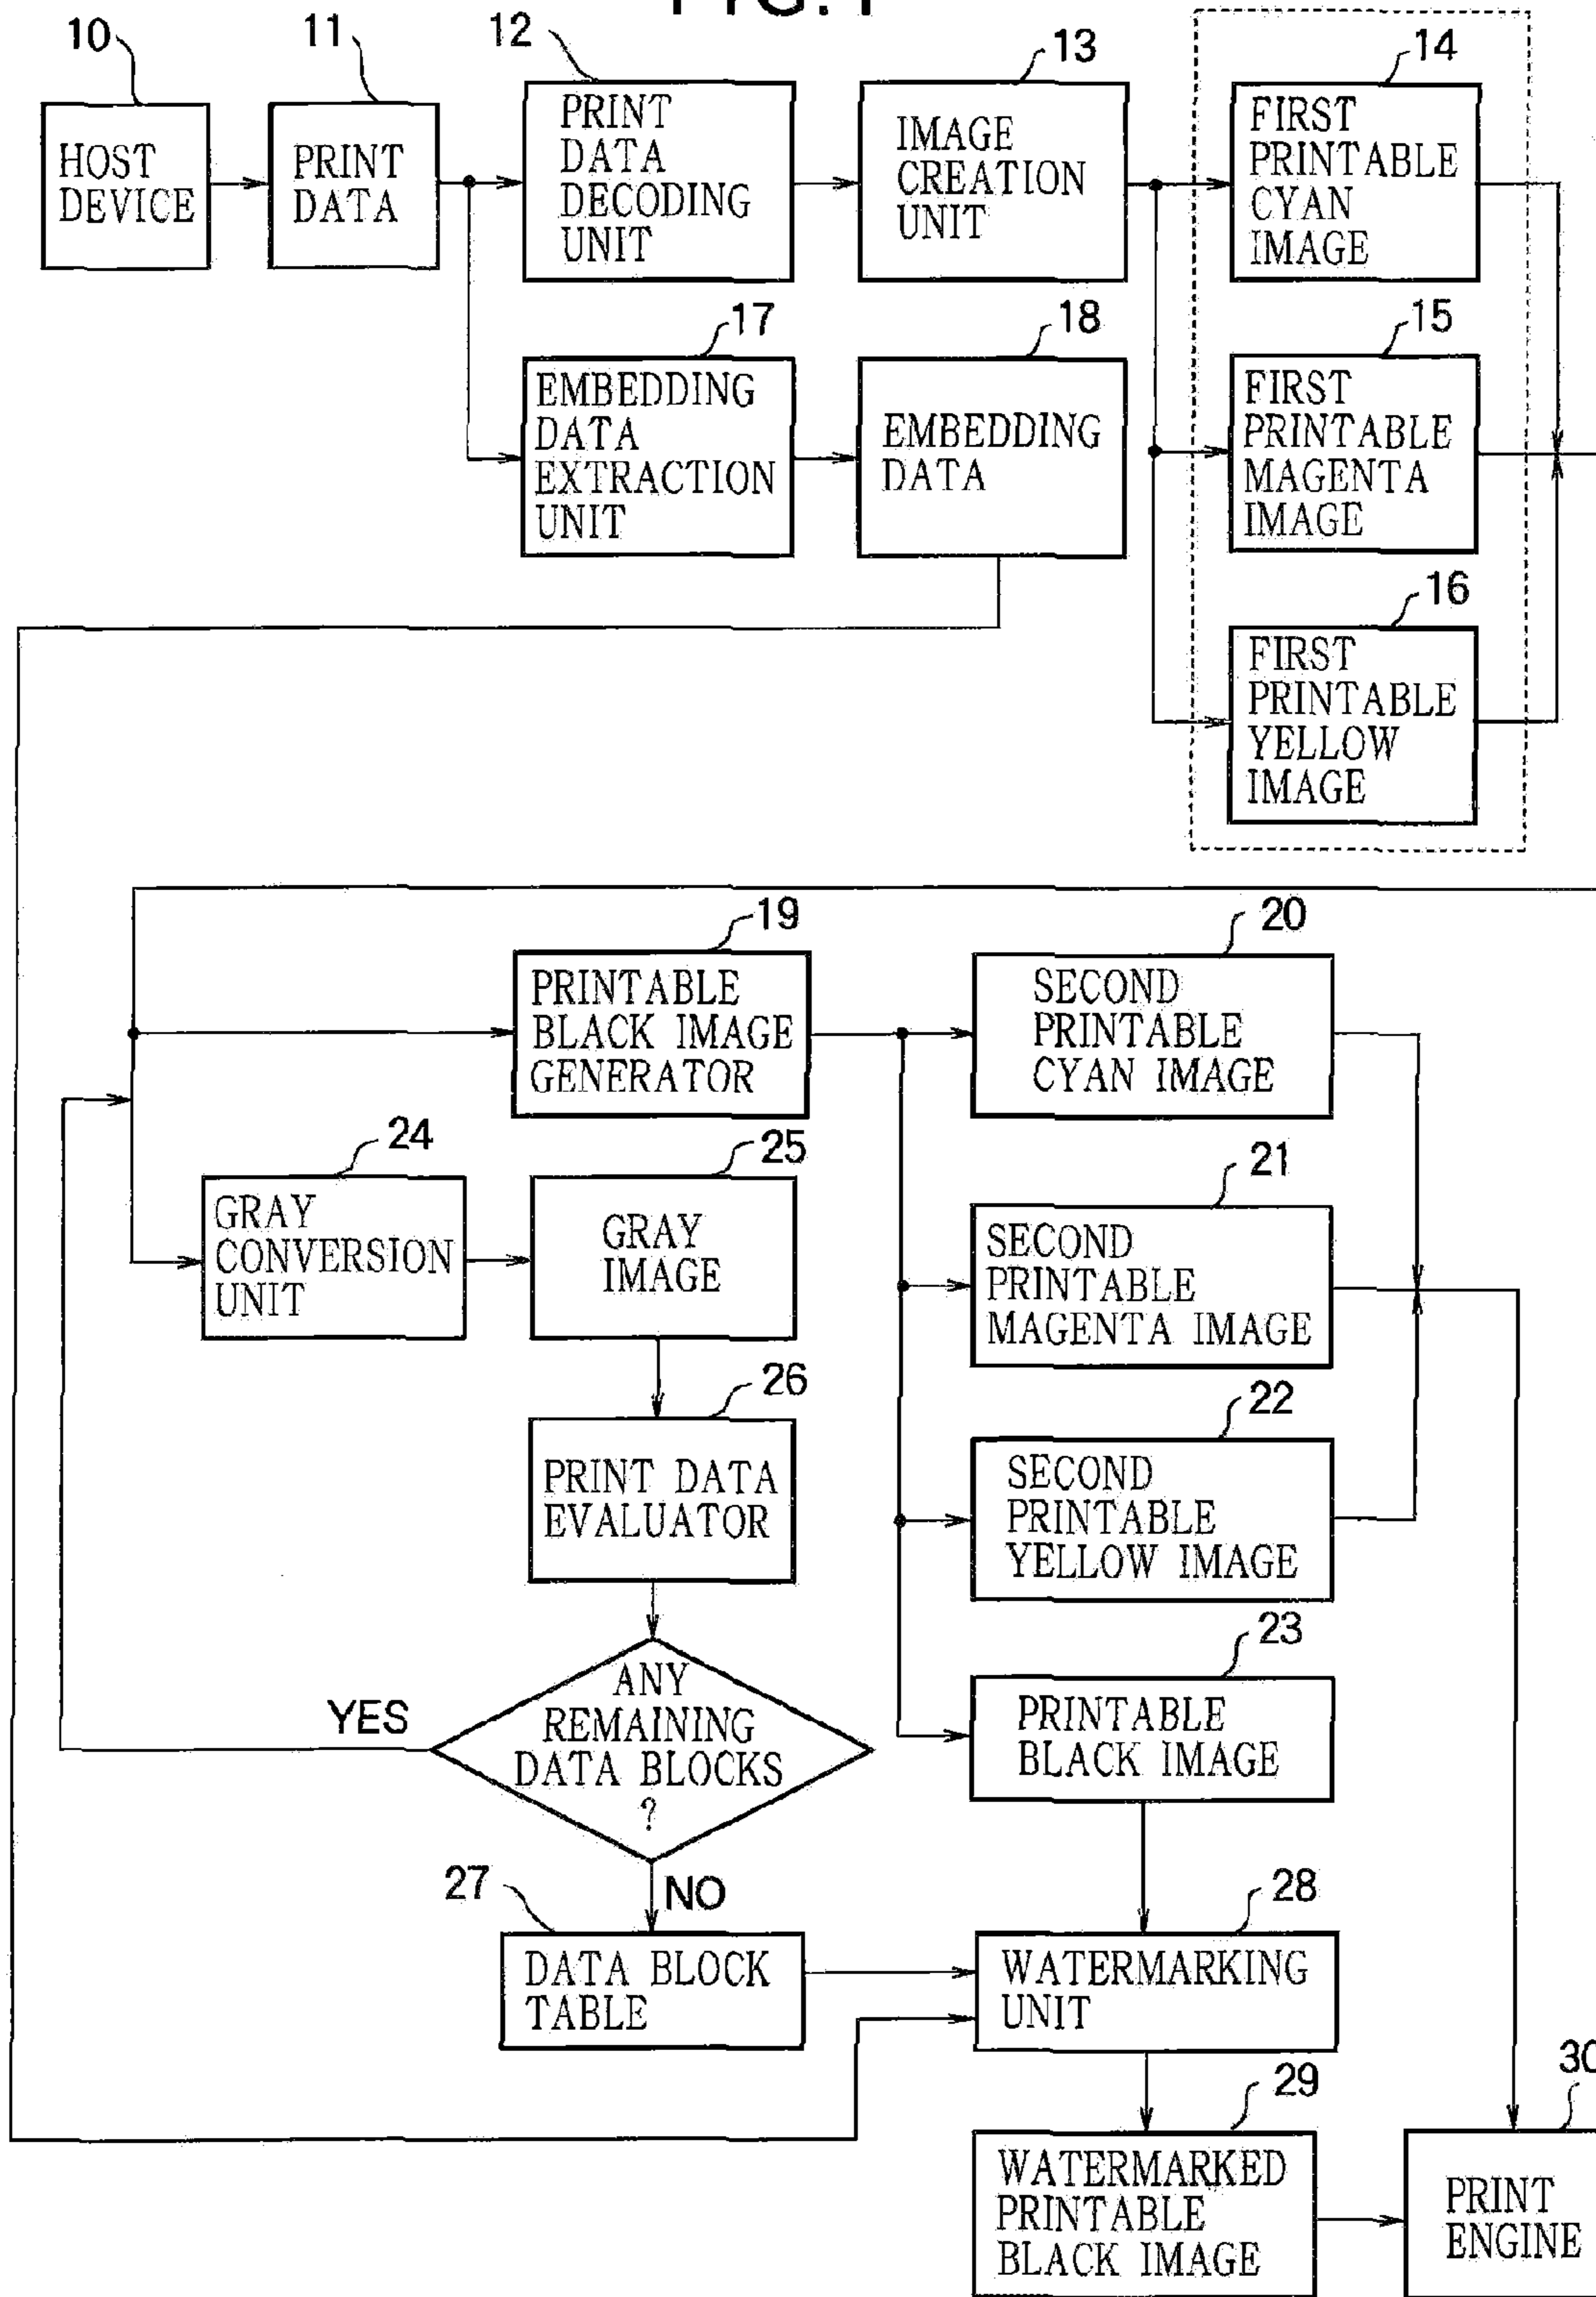 FIG.1
10
11
12
13
14
HOST
DEVICE
PRINT
DATA
PRINT
DATA
DECODING
UNIT
IMAGE
CREATION
UNIT
FIRST
PRINTABLE
CYAN
IMAGE
17
18
15
EMBEDDING
DATA
EXTRACTION
UNIT
EMBEDDING
DATA
FIRST
PRINTABLE
MAGENTA
IMAGE
16
FIRST
PRINTABLE
YELLOW
IMAGE
19
20
PRINTABLE
BLACK IMAGE
GENERATOR
SECOND
PRINTABLE
CYAN IMAGE
24
25
21
GRAY
CONVERSION
UNIT
GRAY
IMAGE
SECOND
PRINTABLE
MAGENTA IMAGE
26
22
PRINT DATA
EVALUATOR
SECOND
PRINTABLE
YELLOW IMAGE
23
YES
ANY
REMAINING
DATA BLOCKS
?
PRINTABLE
BLACK IMAGE
27
NO
28
DATA BLOCK
TABLE
WATERMARKING
UNIT
29
30
WATERMARKED
PRINTABLE
BLACK IMAGE
PRINT
ENGINE